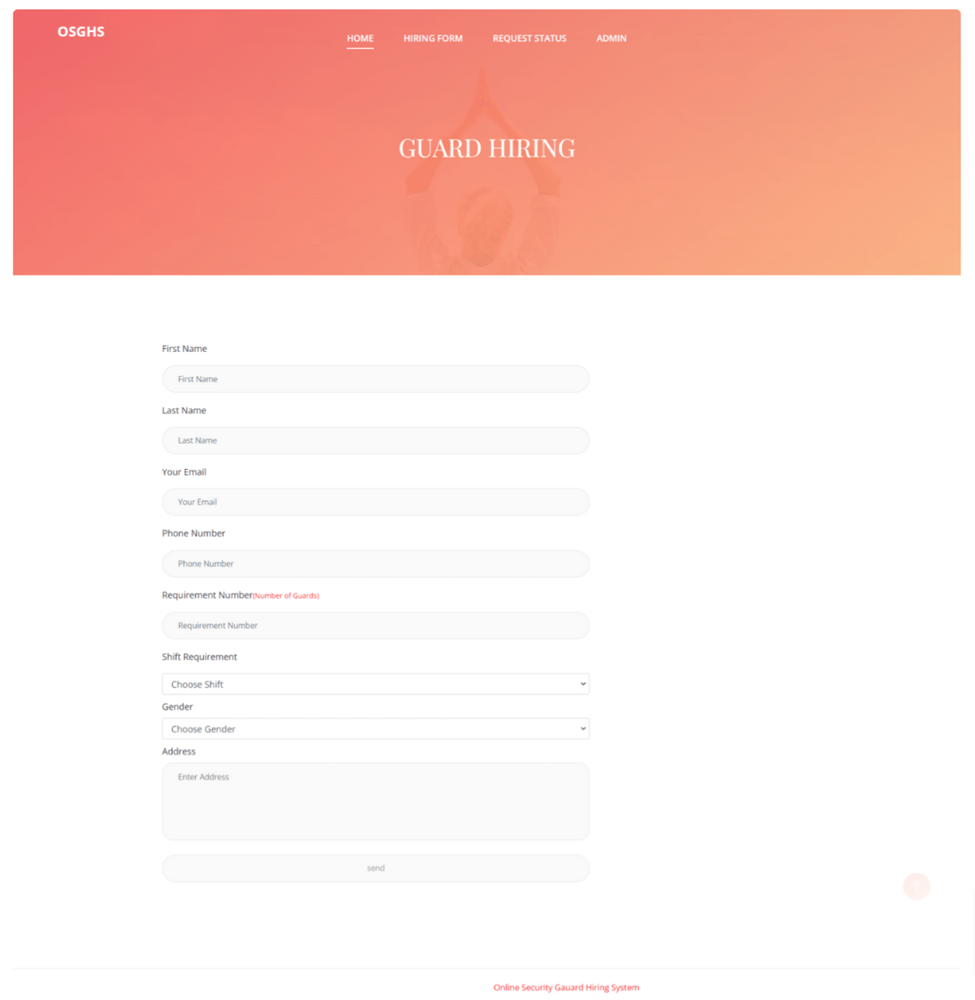 OSGHS
HOME HIRING FORM REQUEST STATUS ADMIN
GUARD HIRING
First Name
First Name
Last Name
Last Name
Your Email
Your Email
Phone Number
Phone Number
Requirement Number(Number of Guards)
Requirement Number
Shift Requirement
Choose Shift
Gender
Choose Gender
Address
Enter Address
send
Online Security Gauard Hiring System